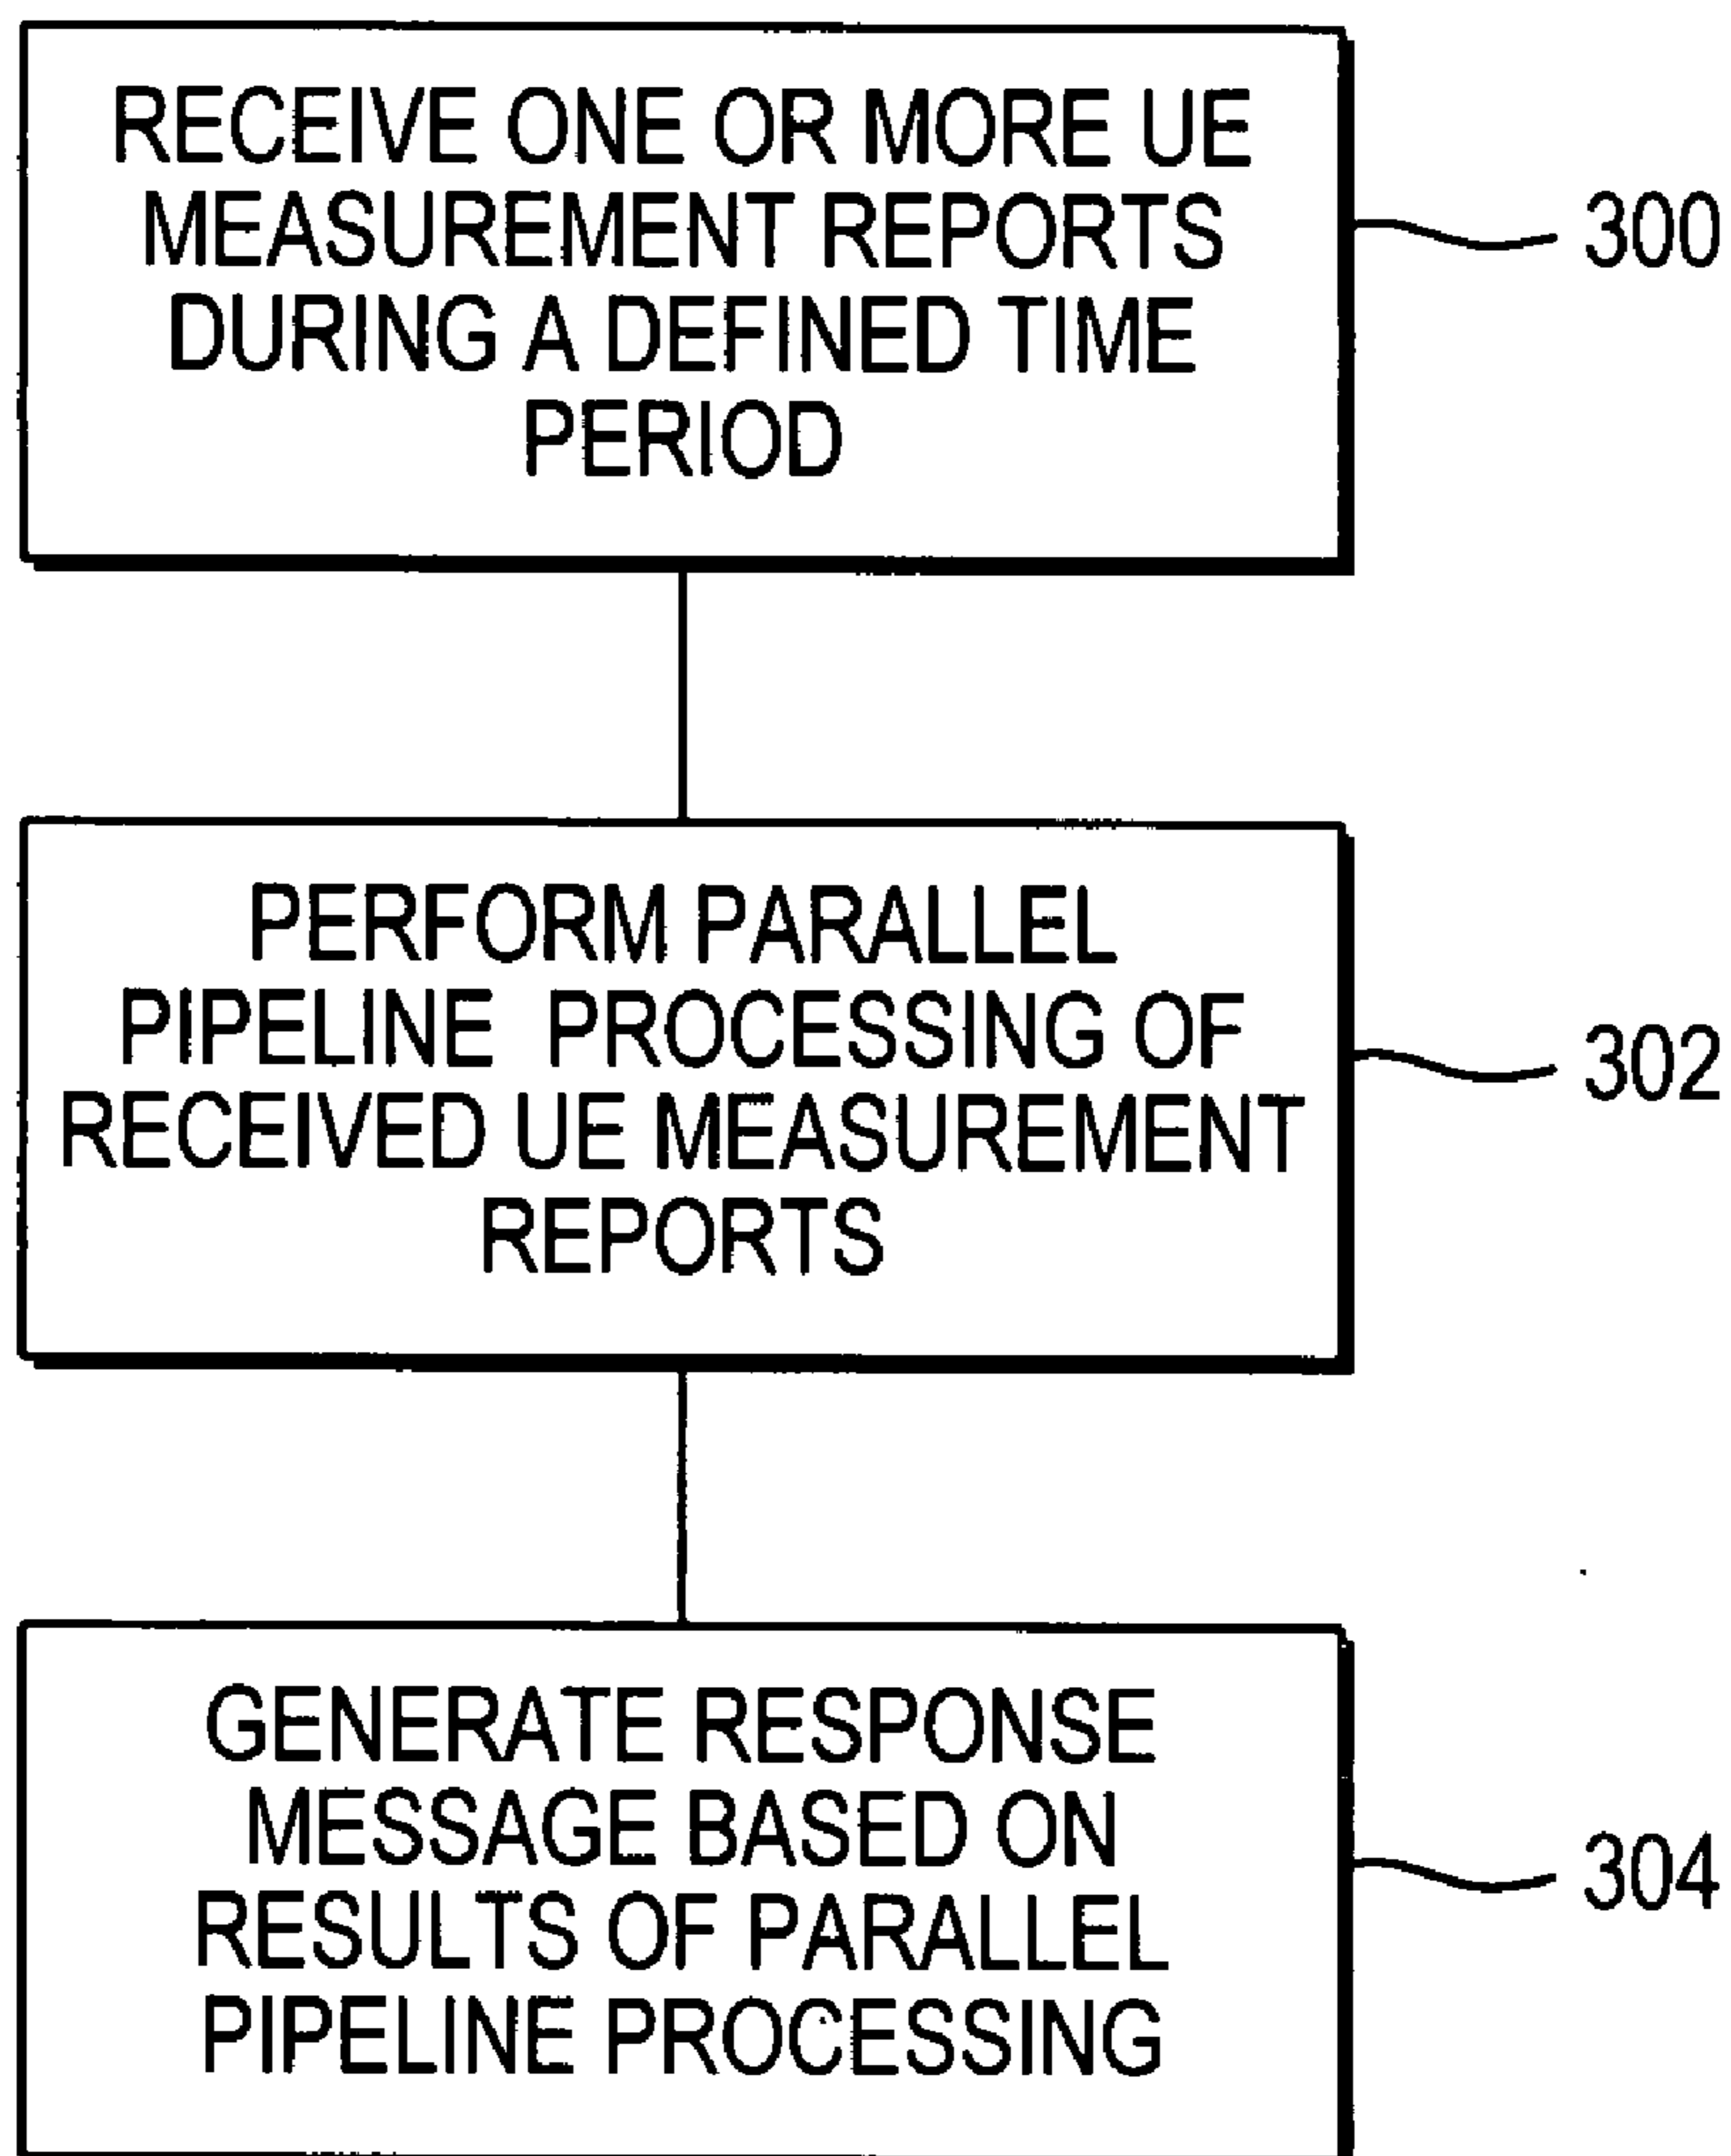 RECEIVE ONE OR MORE UE
MEASUREMENT REPORTS
DURING A DEFINED TIME
PERIOD
300
PERFORM PARALLEL
PIPELINE PROCESSING OF
RECEIVED UE MEASUREMENT
REPORTS
302
GENERATE RESPONSE
MESSAGE BASED ON
RESULTS OF PARALLEL
PIPELINE PROCESSING
304